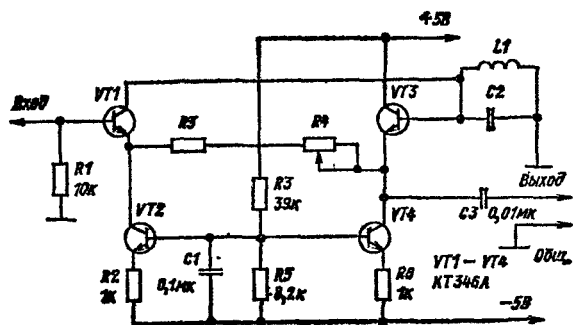 +5В
L1
VT1
VT3
C2
Вход
R5
R4
R1
10к
R3
39к
Выход
C3
0,01мк
VT2
VT4
Общ.
C1
0,1мк
R2
1К
R5
8,2к
R6
1к
VT1-VT4
КТ346А
-5В